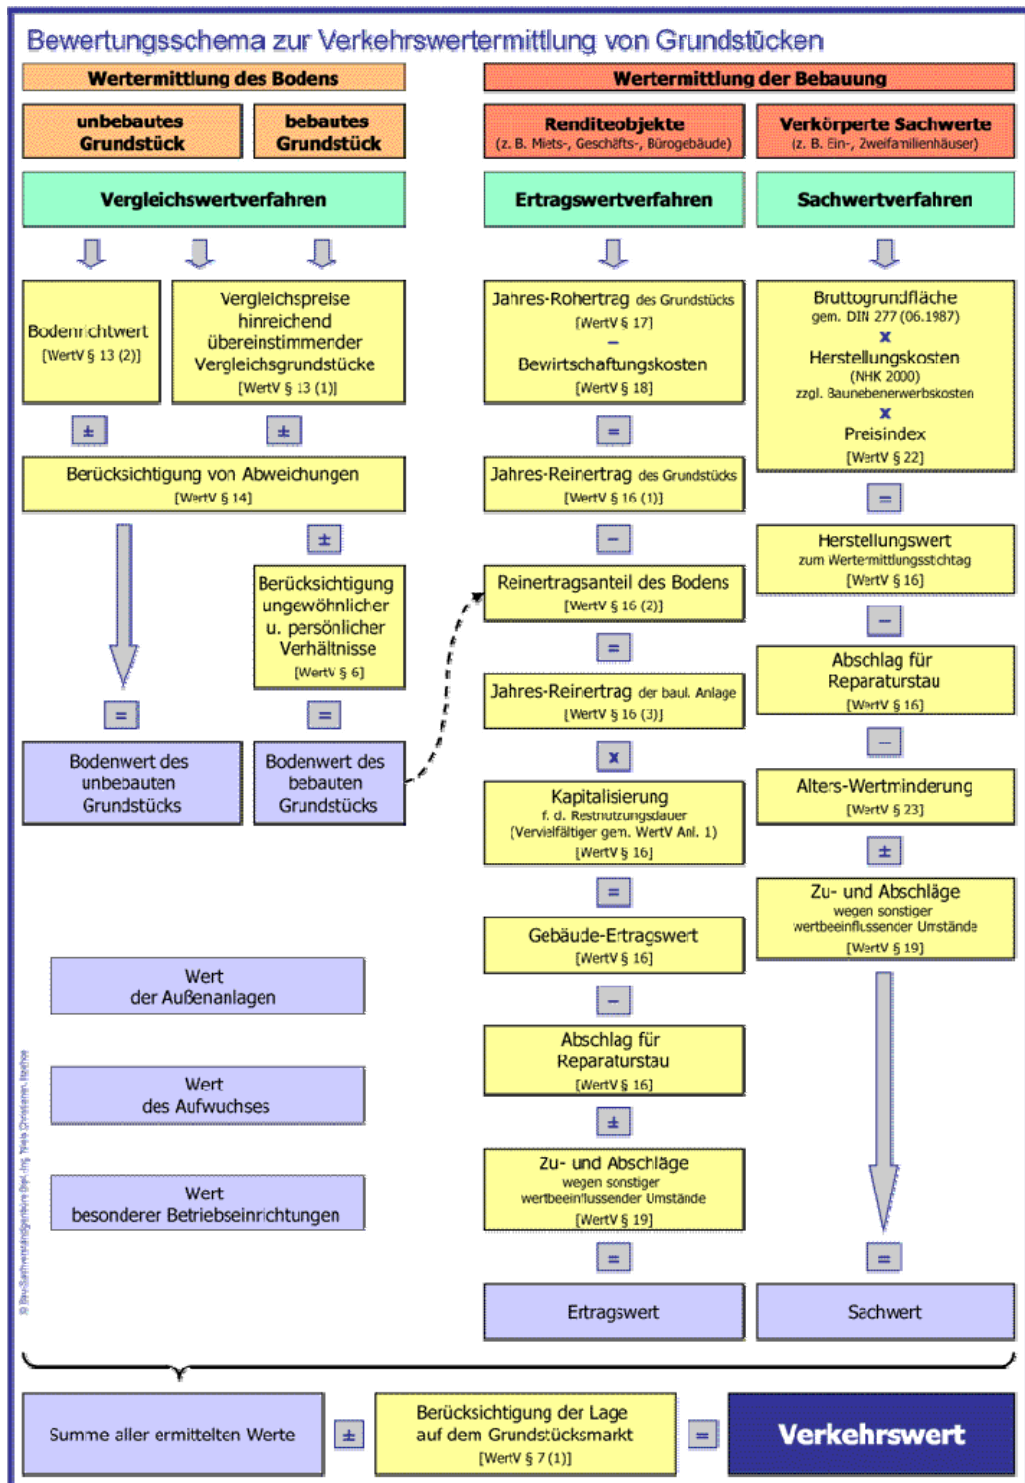 Bewertungsschema zur Verkehrswertermittlung von Grundstücken
Wertermittlung des Bodens
unbebautes
Grundstück
bebautes
Grundstück
Vergleichswertverfahren
Bodenrichtwert
[WertV § 13 (2)]
Vergleichspreise
hinreichend
übereinstimmender
Vergleichsgrundstücke
[WertV § 13 (1)]
±
±
Berücksichtigung von Abweichungen
[WertV § 14]
±
Berücksichtigung
ungewöhnlicher
u. persönlicher
Verhältnisse
[WertV § 6]
=
=
Bodenwert des
unbebauten
Grundstücks
Bodenwert des
bebauten
Grundstücks
Wert
der Außenanlagen
Wert
des Aufwuchses
Wert
besonderer Betriebseinrichtungen
Wertermittlung der Bebauung
Renditeobjekte
(z. B. Miets-, Geschäfts-, Bürogebäude)
Ertragswertverfahren
Jahres-Rohertrag des Grundstücks
[WertV § 17]
–
Bewirtschaftungskosten
[WertV § 18]
=
Jahres-Reinertrag des Grundstücks
[WertV § 16 (1)]
–
Reinertragsanteil des Bodens
[WertV § 16 (2)]
=
Jahres-Reinertrag der baul. Anlage
[WertV § 16 (3)]
x
Kapitalisierung
f. d. Restnutzungsdauer
(Vervielfältiger gem. WertV Anl. 1)
[WertV § 16]
=
Gebäude-Ertragswert
[WertV § 16]
–
Abschlag für
Reparaturstau
[WertV § 16]
±
Zu- und Abschläge
wegen sonstiger
wertbeeinflussender Umstände
[WertV § 19]
=
Ertragswert
Verkörperte Sachwerte
(z. B. Ein-, Zweifamilienhäuser)
Sachwertverfahren
Bruttogrundfläche
gem. DIN 277 (06.1987)
x
Herstellungskosten
(NHK 2000)
zzgl. Baunebenerwerbskosten
x
Preisindex
[WertV § 22]
=
Herstellungswert
zum Wertermittlungsstichtag
[WertV § 16]
–
Abschlag für
Reparaturstau
[WertV § 16]
–
Alters-Wertminderung
[WertV § 23]
±
Zu- und Abschläge
wegen sonstiger
wertbeeinflussender Umstände
[WertV § 19]
=
Sachwert
Summe aller ermittelten Werte
±
Berücksichtigung der Lage
auf dem Grundstücksmarkt
[WertV § 7 (1)]
=
Verkehrswert